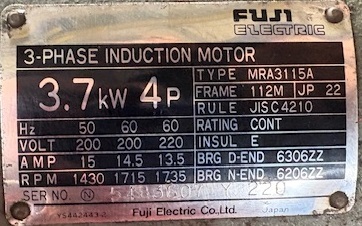 FUJI
ELECTRIC
3-PHASE INDUCTION MOTOR
3.7kW 4P
TYPE MRA3115A
FRAME 112M JP 22
RULE JISC4210
Hz 50 60 60 RATING CONT
VOLT 200 200 220 INSUL E
AMP 15 14.5 13.5 BRG D-END 6306ZZ
RPM 1430 1715 1735 BRG N-END 6206ZZ
SERIAL NO. N
Fuji Electric Co.,Ltd. Japan